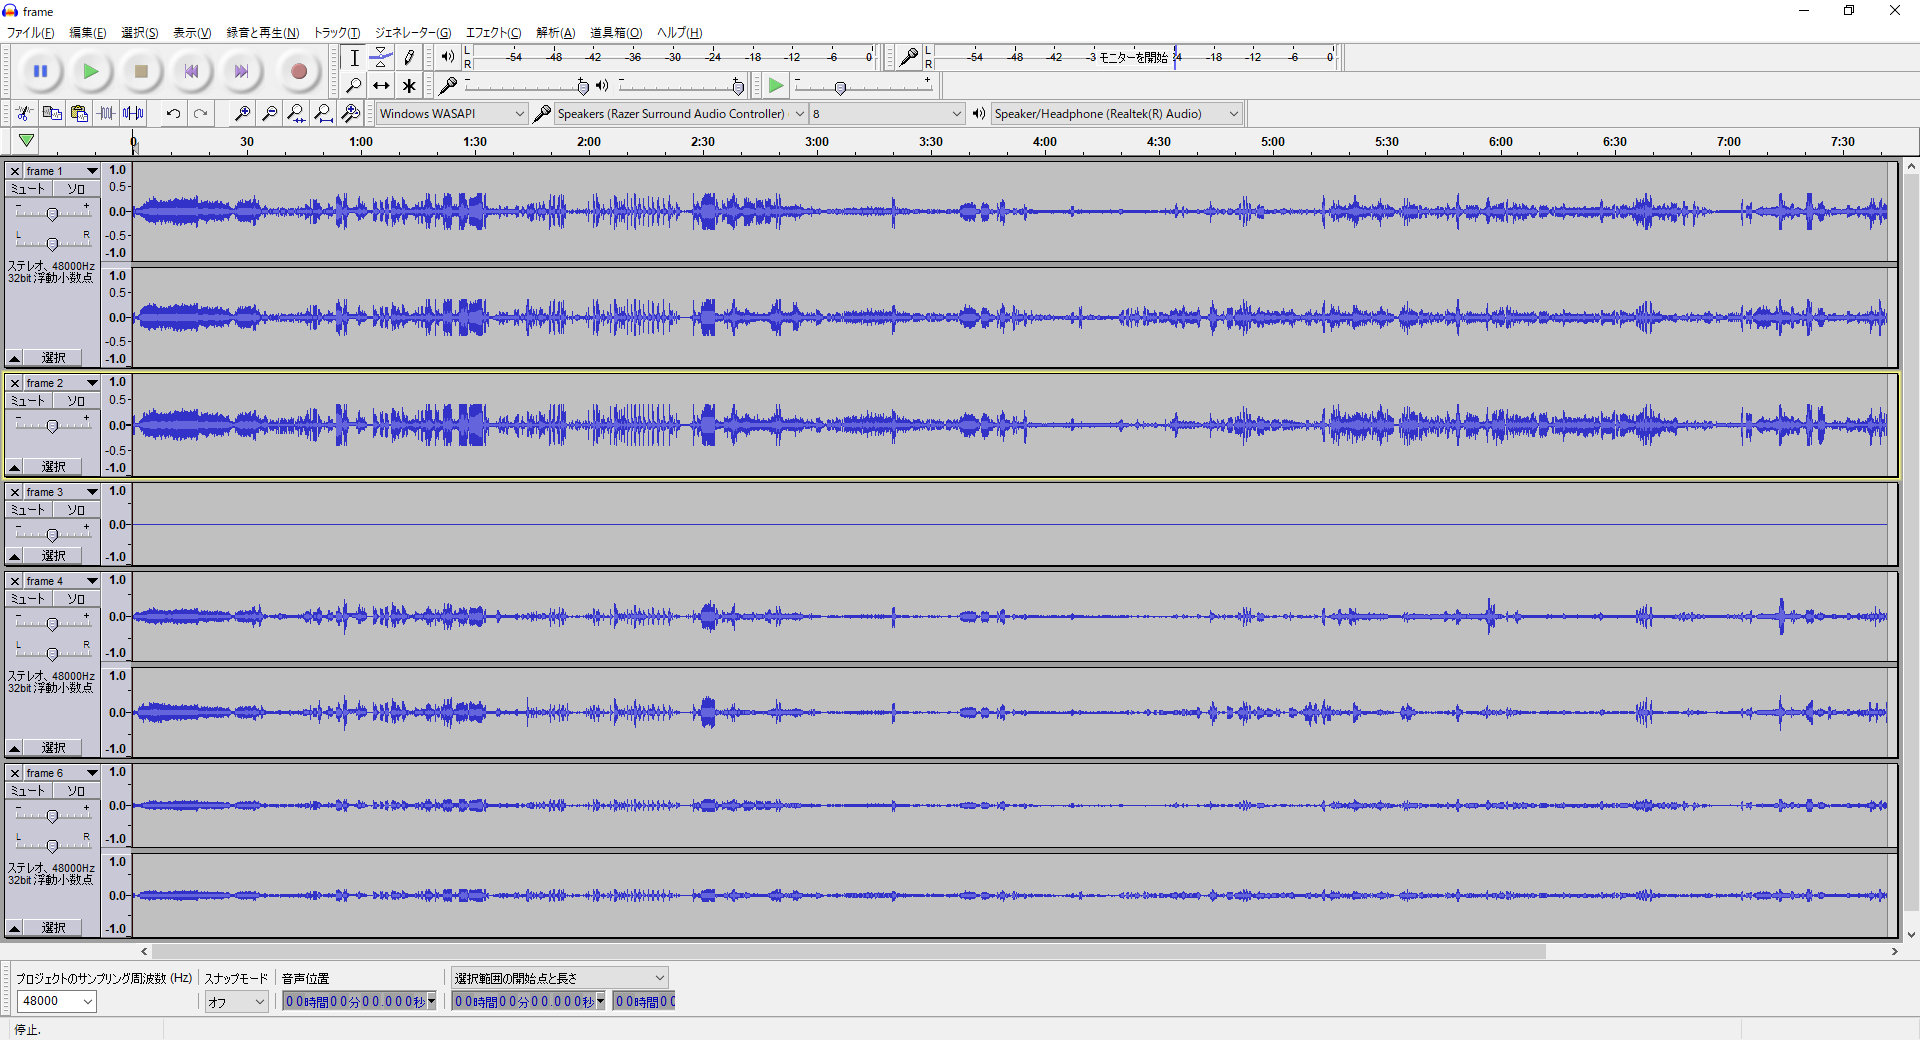 frame
ファイル(F) 編集(E) 選択(S) 表示(V) 録音と再生(N) トラック(T) ジェネレーター(G) エフェクト(C) 解析(A) 道具箱(O) ヘルプ(H)
L R -54 -48 -42 -36 -30 -24 -18 -12 -6 0 L R -54 -48 -42 -3 モニターを開始 -18 -12 -6 0
- + - + - +
Windows WASAPI Speakers (Razer Surround Audio Controller) 8 Speaker/Headphone (Realtek(R) Audio)
0 30 1:00 1:30 2:00 2:30 3:00 3:30 4:00 4:30 5:00 5:30 6:00 6:30 7:00 7:30
frame 1 1.0
ミュート ソロ 0.5
- + 0.0
L R -0.5
-1.0
ステレオ、48000Hz 1.0
32bit 浮動小数点
0.5
0.0
-0.5
選択 -1.0
frame 2 1.0
ミュート ソロ 0.5
- + 0.0
-0.5
選択 -1.0
frame 3 1.0
ミュート ソロ
- + 0.0
選択 -1.0
frame 4 1.0
ミュート ソロ
- + 0.0
L R -1.0
ステレオ、48000Hz 1.0
32bit 浮動小数点
0.0
選択 -1.0
frame 6 1.0
ミュート ソロ
- + 0.0
L R -1.0
ステレオ、48000Hz 1.0
32bit 浮動小数点
0.0
選択 -1.0
プロジェクトのサンプリング周波数 (Hz) スナップモード 音声位置 選択範囲の開始点と長さ
48000 オフ 00時間00分00.000秒 00時間00分00.000秒 00時間0
停止.